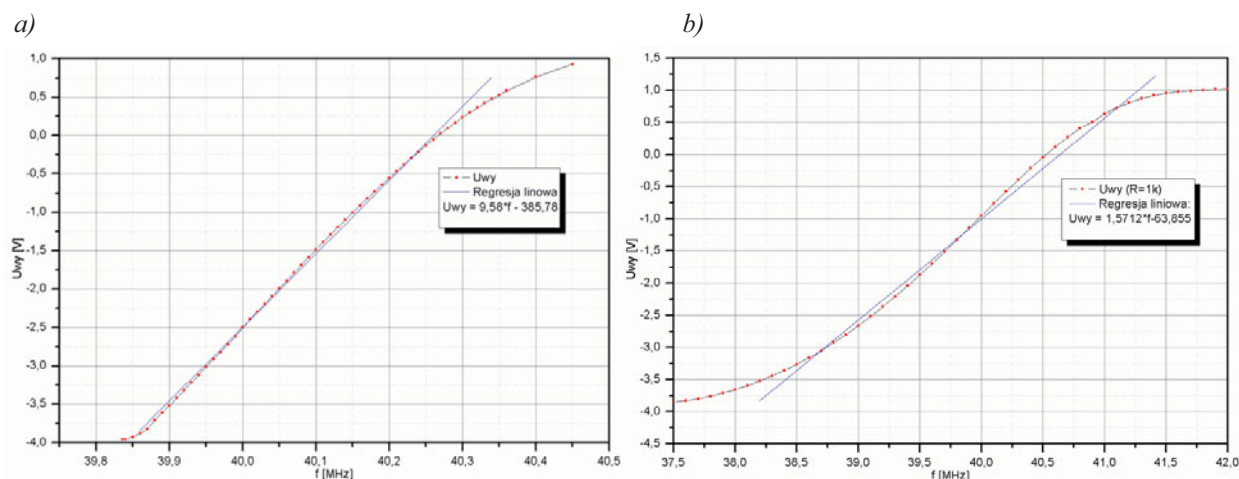 a)
b)
1,0
0,5
0,0
-0,5
-1,0
-1,5
-2,0
-2,5
-3,0
-3,5
-4,0
Uwy [V]
39,8 39,9 40,0 40,1 40,2 40,3 40,4 40,5
f [MHz]
Uwy
Regresja linowa
Uwy = 9,58*f - 385,78
1,5
1,0
0,5
0,0
-0,5
-1,0
-1,5
-2,0
-2,5
-3,0
-3,5
-4,0
-4,5
Uwy [V]
37,5 38,0 38,5 39,0 39,5 40,0 40,5 41,0 41,5 42,0
f [MHz]
Uwy (R=1k)
Regresja liniowa:
Uwy = 1,5712*f-63,855